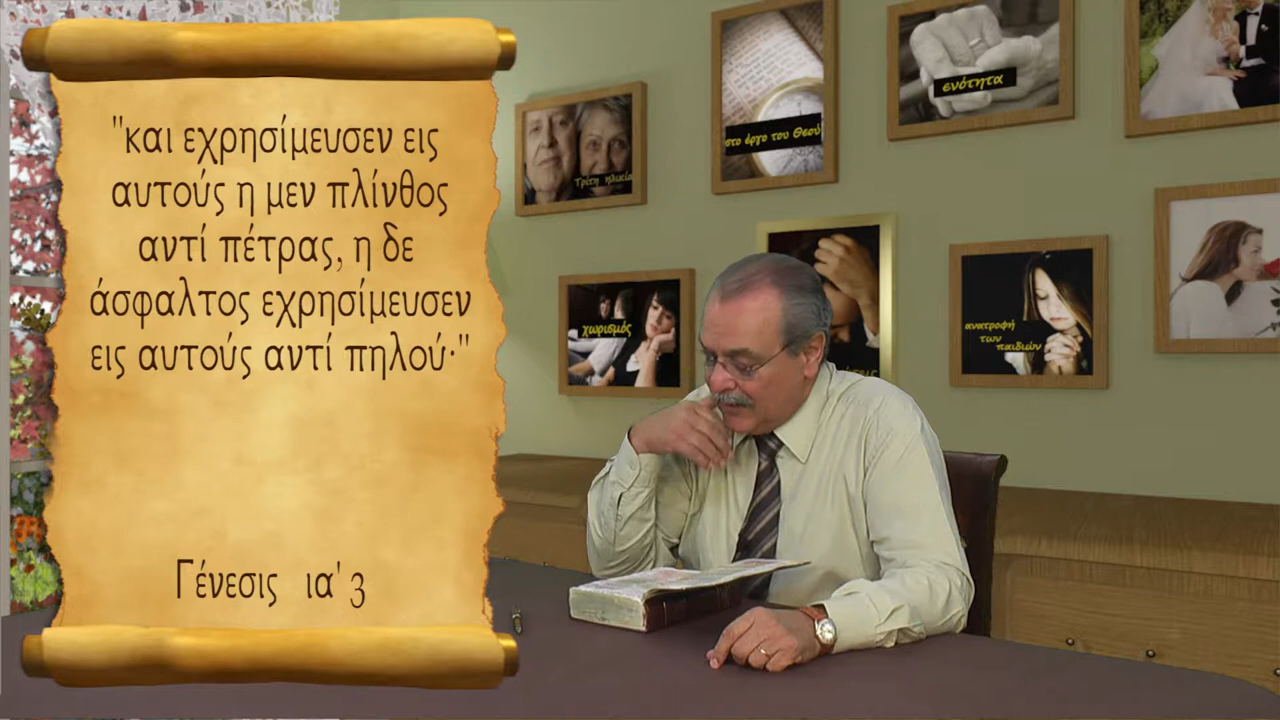 "και εχρησίμευσεν εις
αυτούς η μεν πλίνθος
αντί πέτρας, η δε
άσφαλτος εχρησίμευσεν
εις αυτούς αντί πηλού·"
Γένεσις ια' 3
Τρίτη ηλικία
στο έργο του Θεού
ενότητα
χωρισμός
ανατροφή
των
παιδιών